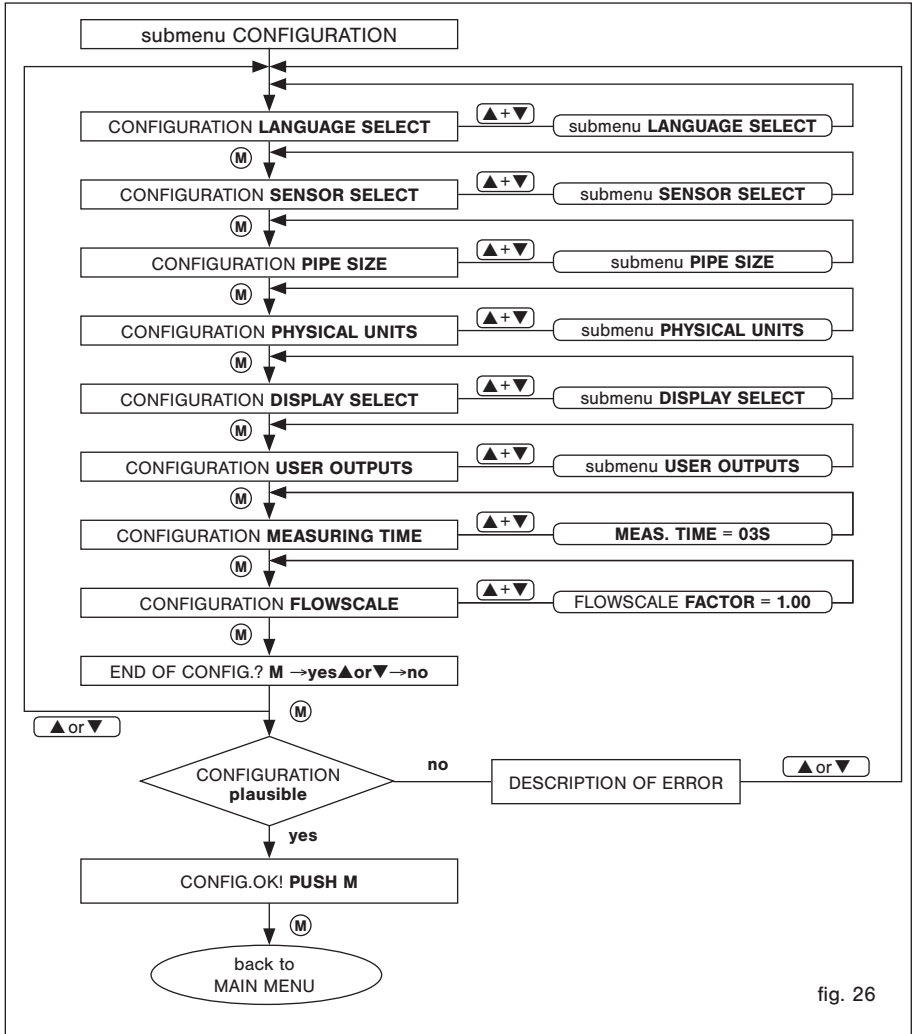 submenu CONFIGURATION
CONFIGURATION LANGUAGE SELECT
▲+▼
submenu LANGUAGE SELECT
M
CONFIGURATION SENSOR SELECT
▲+▼
submenu SENSOR SELECT
M
CONFIGURATION PIPE SIZE
▲+▼
submenu PIPE SIZE
M
CONFIGURATION PHYSICAL UNITS
▲+▼
submenu PHYSICAL UNITS
M
CONFIGURATION DISPLAY SELECT
▲+▼
submenu DISPLAY SELECT
M
CONFIGURATION USER OUTPUTS
▲+▼
submenu USER OUTPUTS
M
CONFIGURATION MEASURING TIME
▲+▼
MEAS. TIME = 03S
M
CONFIGURATION FLOWSCALE
▲+▼
FLOWSCALE FACTOR = 1.00
M
END OF CONFIG.? M →yes▲or▼→no
▲ or ▼
M
CONFIGURATION
plausible
no
DESCRIPTION OF ERROR
▲ or ▼
yes
CONFIG.OK! PUSH M
M
back to
MAIN MENU
fig. 26